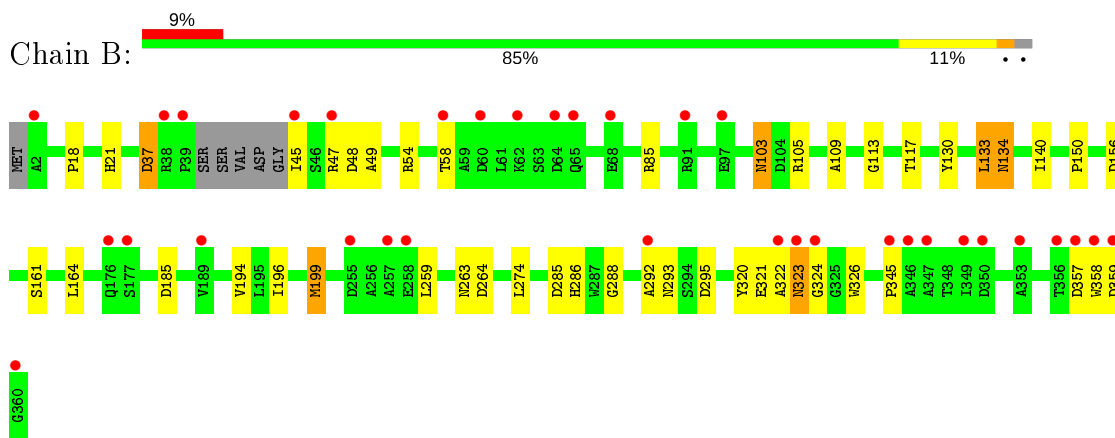 9%
Chain B:
85% 11% • •
MET A2 P18 H21 D37 R38 P39 SER SER VAL ASP GLY I45 S46 R47 D48 A49 R54 T58 A59 D60 L61 K62 S63 D64 Q65 E68 R85 R91 E97 N103 D104 R105 A109 G113 T117 Y130 L133 N134 I140 P150 D156
S161 L164 Q176 S177 D185 V189 V194 L195 I196 M199 D255 A256 A257 E258 L259 N263 D264 L274 D285 H286 W287 G288 A292 N293 S294 D295 Y320 E321 A322 N323 G324 G325 W326 P345 A346 A347 T348 I349 D350 A353 T356 D357 W358
G360